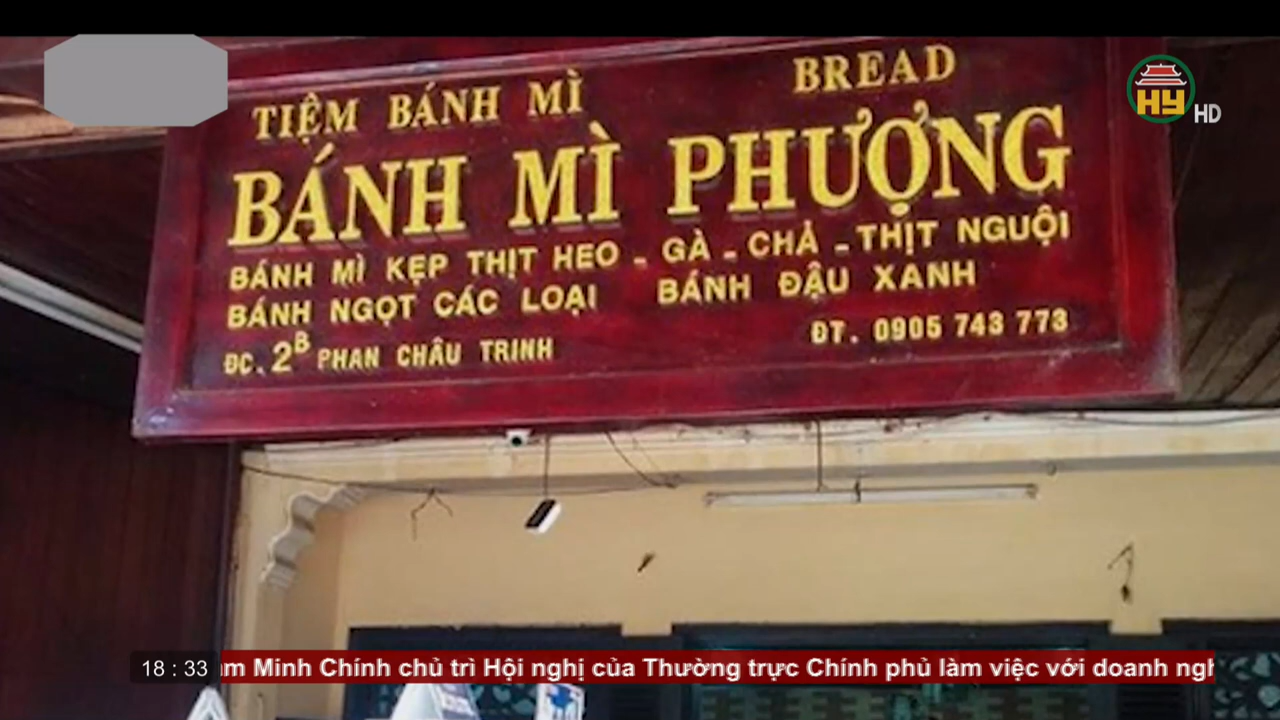 TIỆM BÁNH MÌ BREAD
BÁNH MÌ PHƯỢNG
BÁNH MÌ KẸP THỊT HEO - GÀ - CHẢ - THỊT NGUỘI
BÁNH NGỌT CÁC LOẠI BÁNH ĐẬU XANH
ĐC. 2B PHAN CHÂU TRINH ĐT. 0905 743 773
HY HD
18 : 33 Minh Chính chủ trì Hội nghị của Thường trực Chính phủ làm việc với doanh